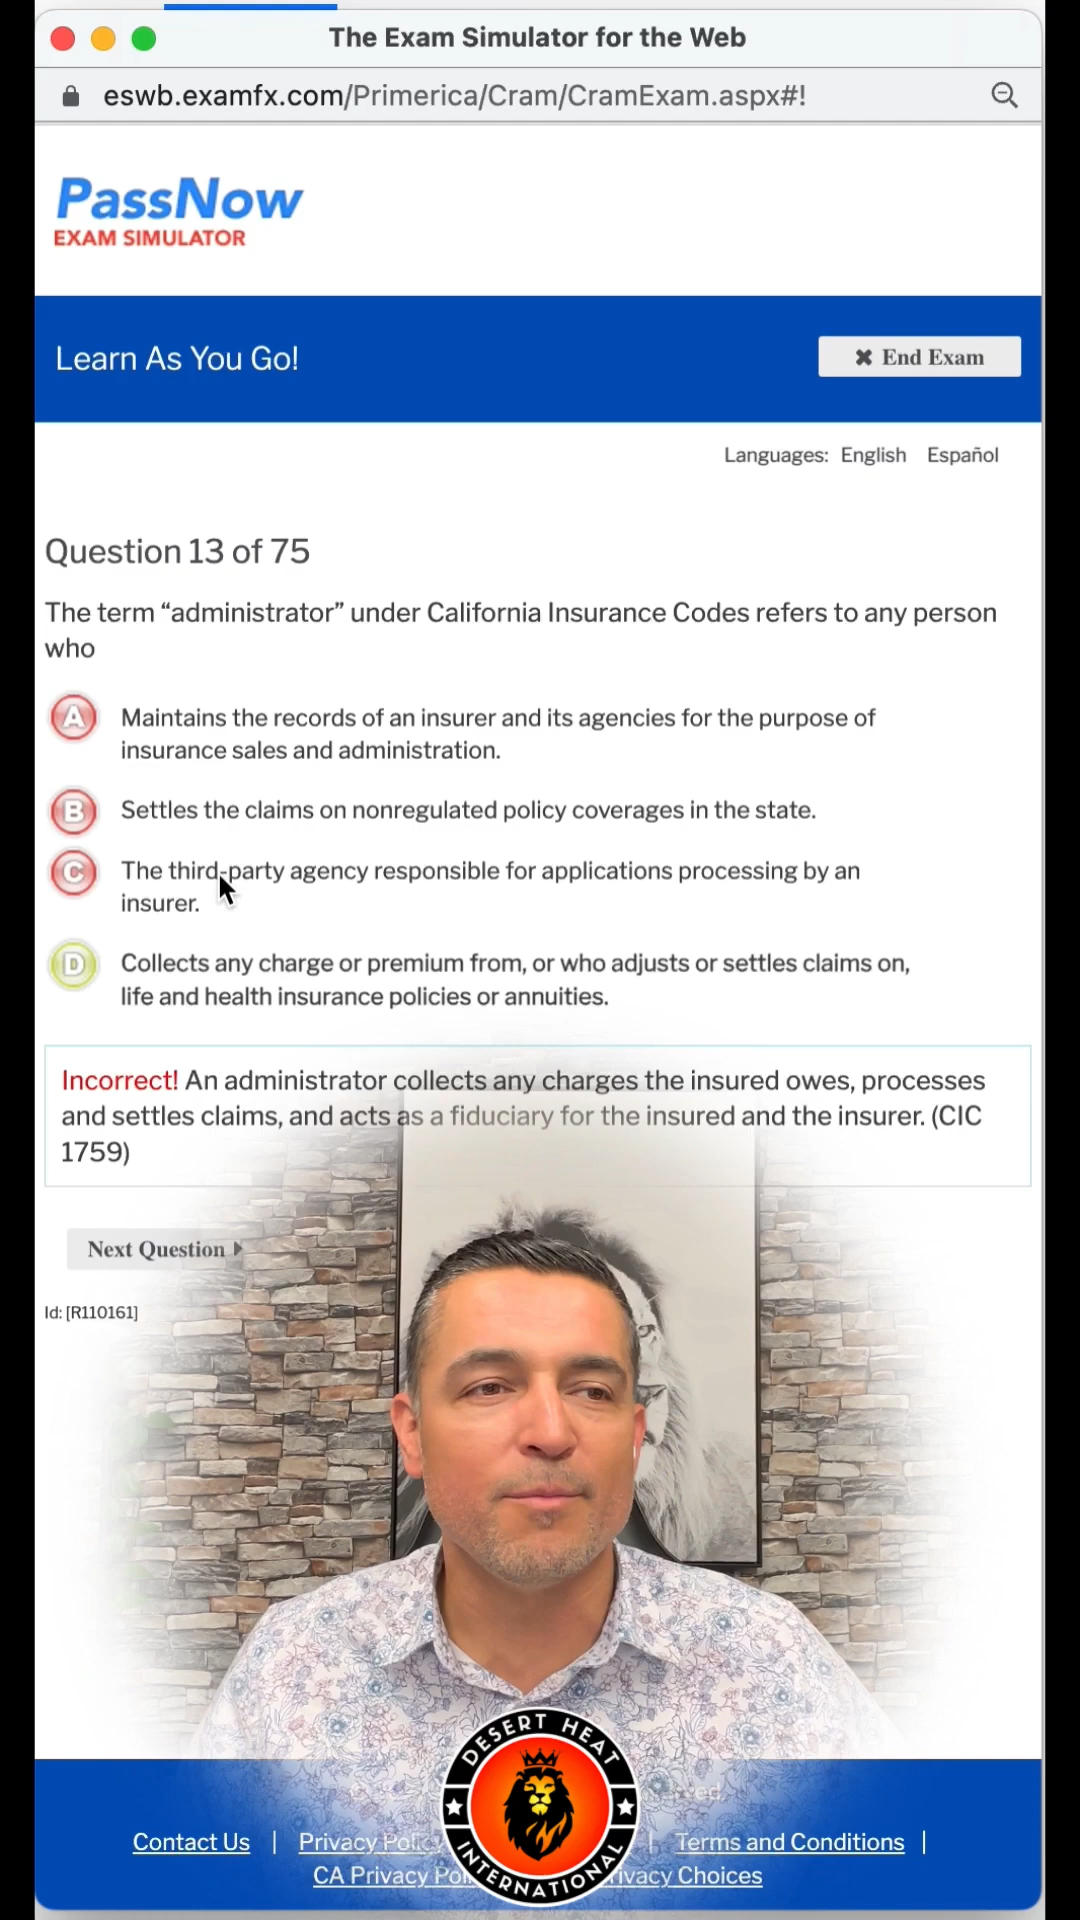 The Exam Simulator for the Web
eswb.examfx.com/Primerica/Cram/CramExam.aspx#!
PassNow
EXAM SIMULATOR
Learn As You Go!
✖ End Exam
Languages: English Español
Question 13 of 75
The term “administrator” under California Insurance Codes refers to any person
who
A Maintains the records of an insurer and its agencies for the purpose of
insurance sales and administration.
B Settles the claims on nonregulated policy coverages in the state.
C The third-party agency responsible for applications processing by an
insurer.
D Collects any charge or premium from, or who adjusts or settles claims on,
life and health insurance policies or annuities.
Incorrect! An administrator collects any charges the insured owes, processes
and settles claims, and acts as a fiduciary for the insured and the insurer. (CIC
1759)
Next Question
Id: [R110161]
DESERT HEAT
INTERNATIONAL
Contact Us | Privacy Policy | Terms and Conditions |
CA Privacy Privacy Choices